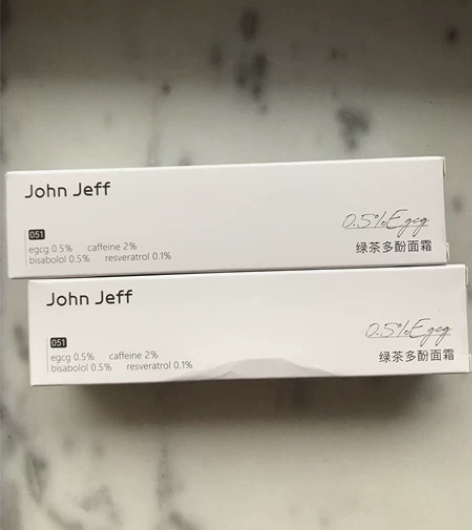 John Jeff
0.5%Egcg
051
egcg 0.5% caffeine 2%
绿茶多酚面霜
bisabolol 0.5% resveratrol 0.1%
John Jeff
0.5%Egcg
051
egcg 0.5% caffeine 2%
绿茶多酚面霜
bisabolol 0.5% resveratrol 0.1%